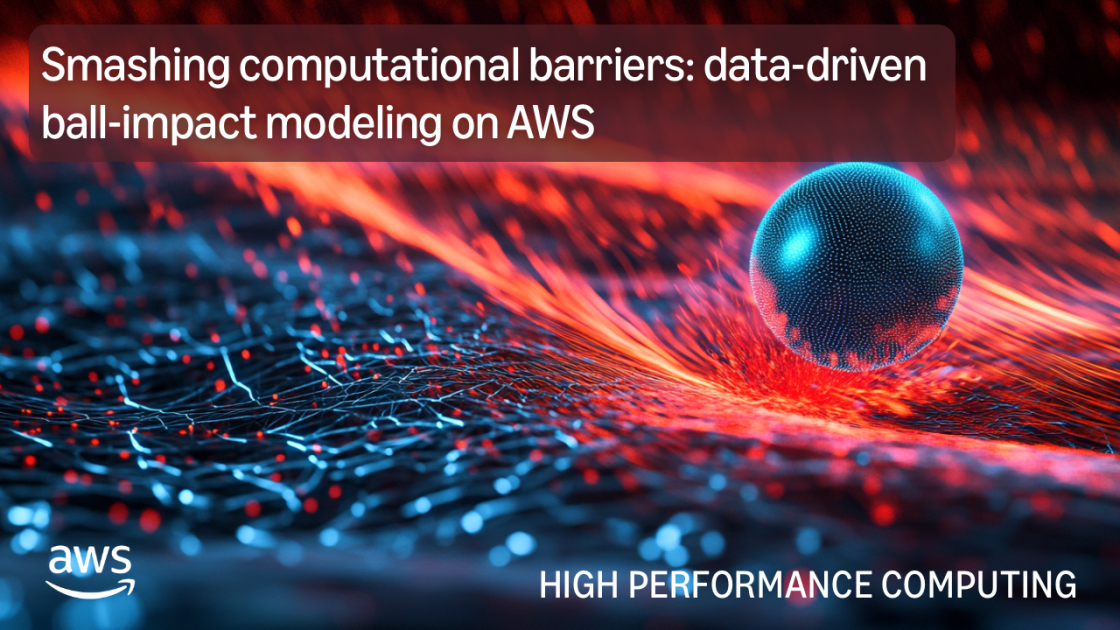 Smashing computational barriers: data-driven
ball-impact modeling on AWS
aws
HIGH PERFORMANCE COMPUTING